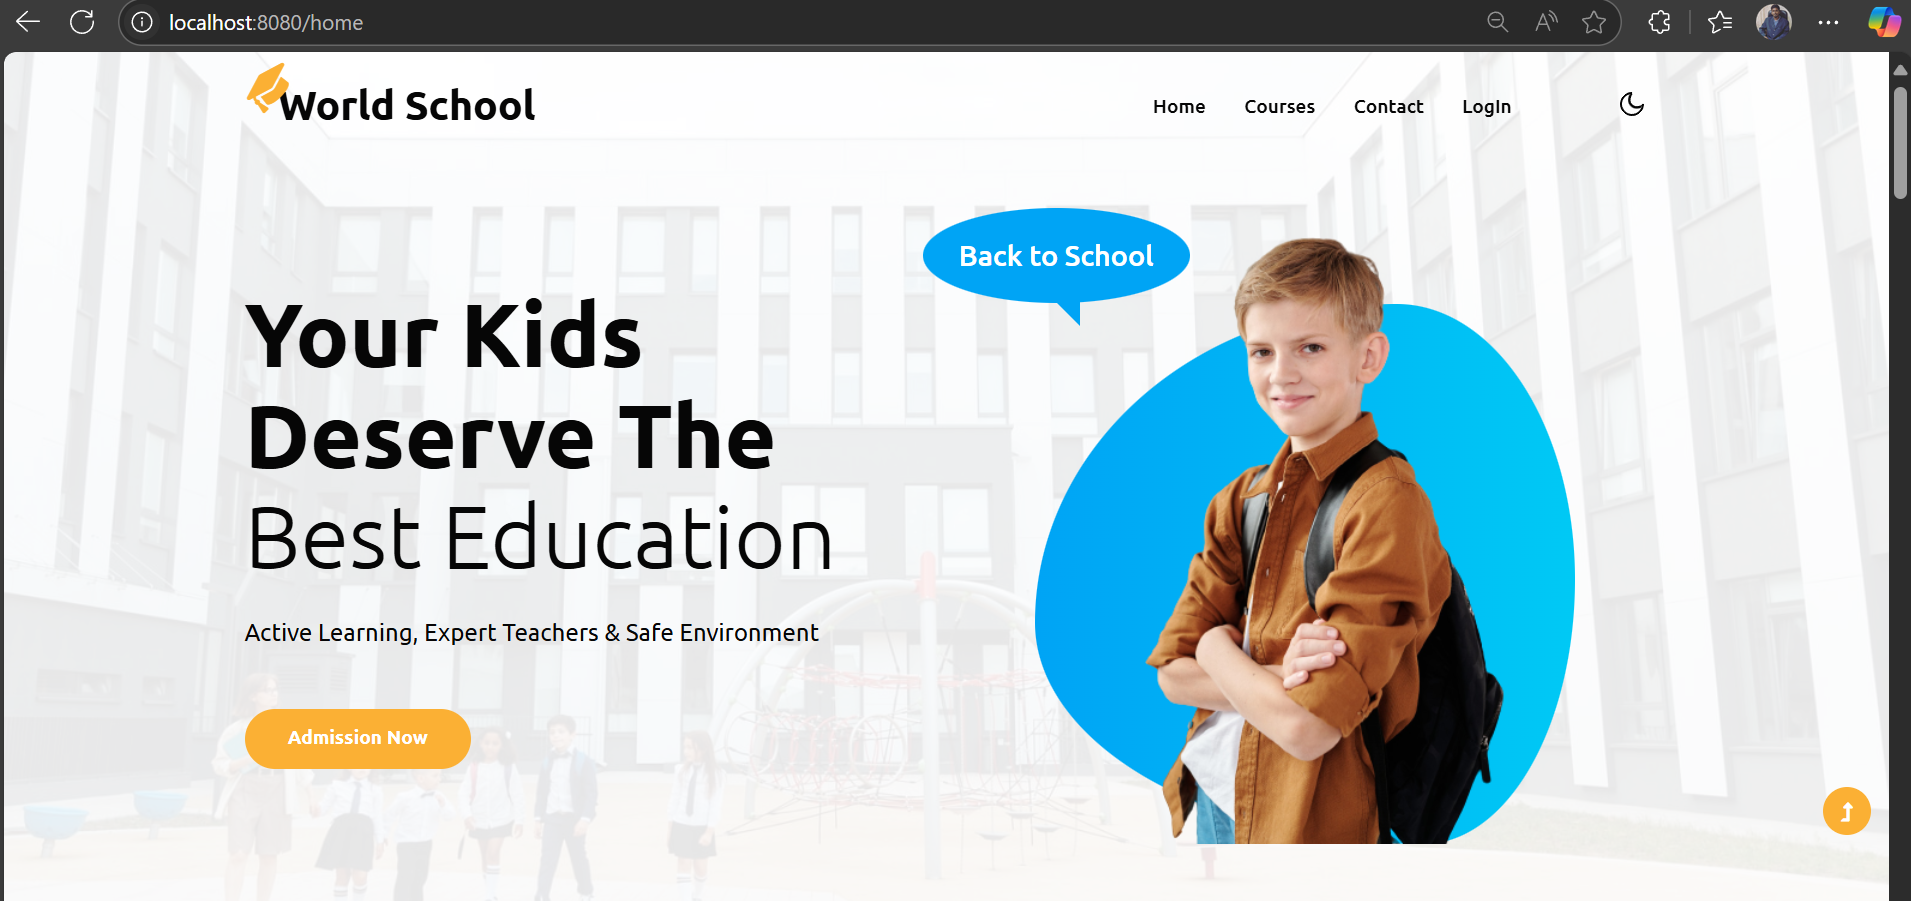 localhost:8080/home
World School
Home Courses Contact LogIn
Back to School
Your Kids
Deserve The
Best Education
Active Learning, Expert Teachers & Safe Environment
Admission Now